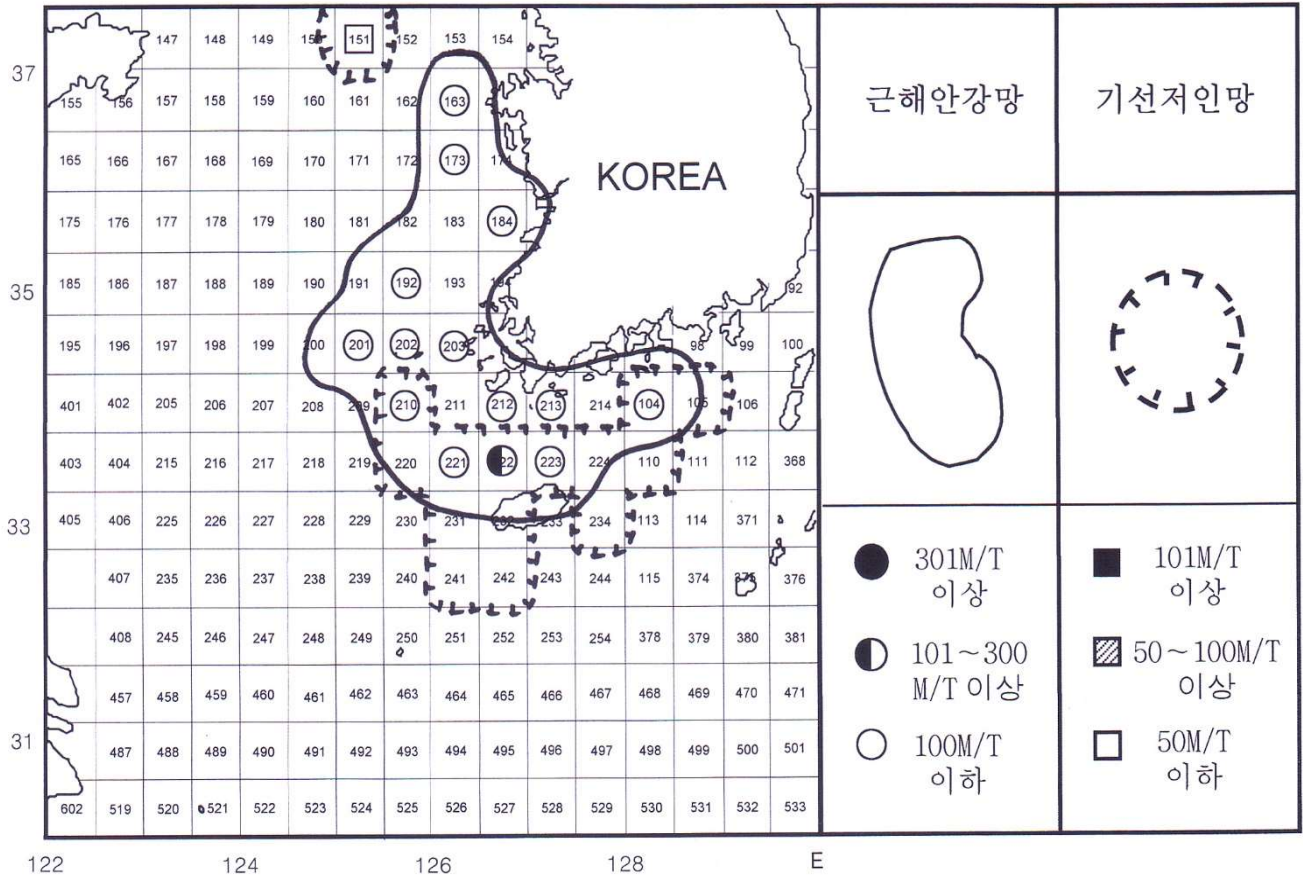 147 148 149 150 151 152 153 154
37
155 156 157 158 159 160 161 162 163
165 166 167 168 169 170 171 172 173 174
KOREA
175 176 177 178 179 180 181 182 183 184
35
185 186 187 188 189 190 191 192 193 194 92
195 196 197 198 199 200 201 202 203 98 99 100
401 402 205 206 207 208 209 210 211 212 213 214 104 105 106
403 404 215 216 217 218 219 220 221 222 223 224 110 111 112 368
33
405 406 225 226 227 228 229 230 231 232 233 234 113 114 371
407 235 236 237 238 239 240 241 242 243 244 115 374 375 376
408 245 246 247 248 249 250 251 252 253 254 378 379 380 381
457 458 459 460 461 462 463 464 465 466 467 468 469 470 471
31
487 488 489 490 491 492 493 494 495 496 497 498 499 500 501
602 519 520 521 522 523 524 525 526 527 528 529 530 531 532 533
122 124 126 128 E
근해안강망
기선저인망
301M/T
이상
101~300
M/T 이상
100M/T
이하
101M/T
이상
50~100M/T
이상
50M/T
이하